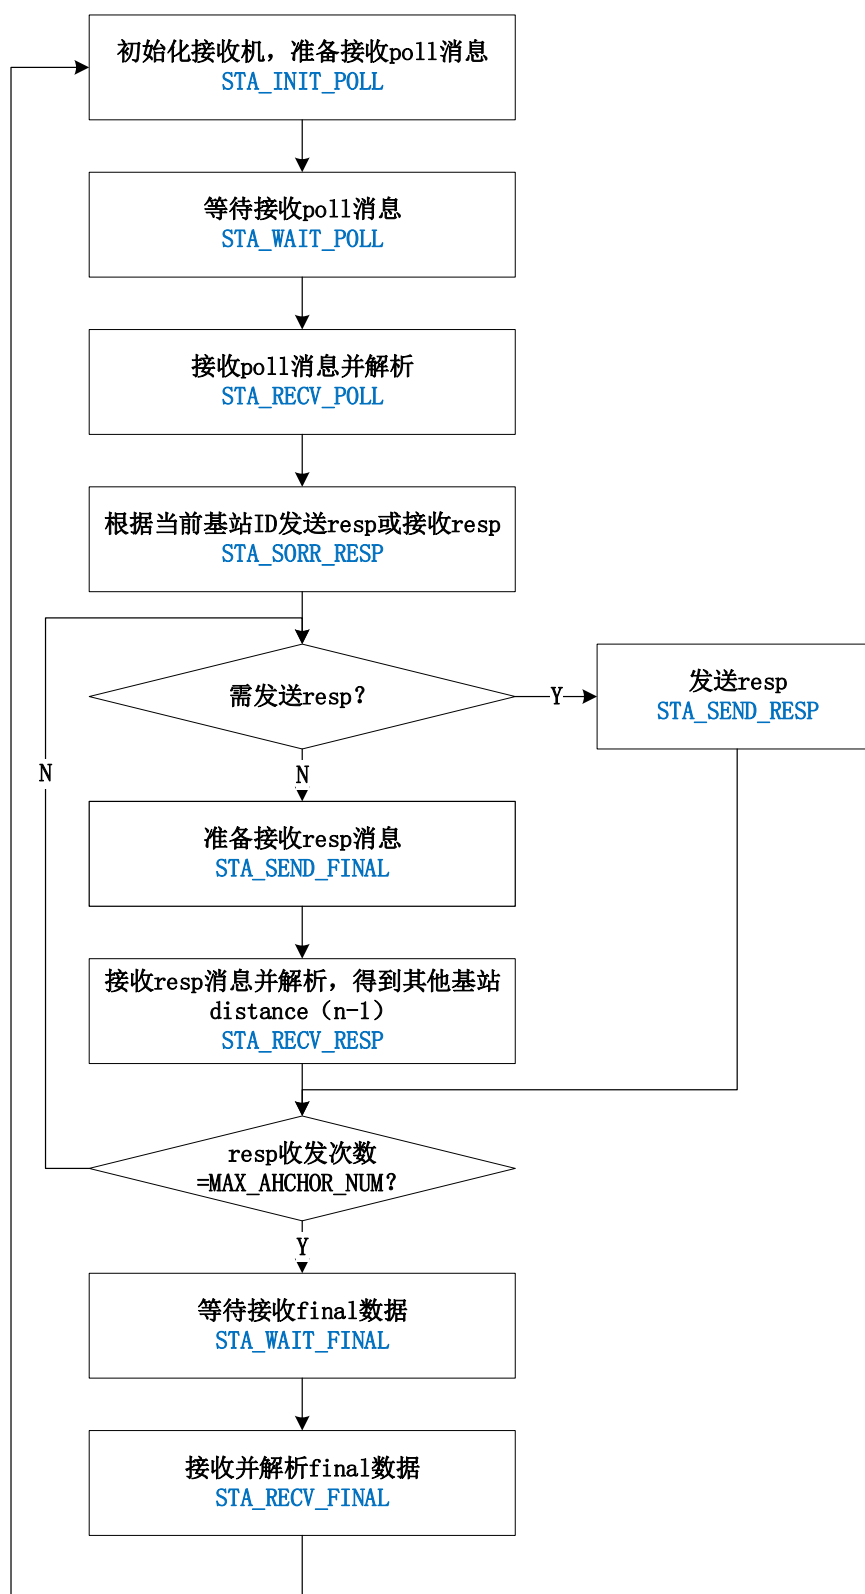 初始化接收机，准备接收poll消息
STA_INIT_POLL
等待接收poll消息
STA_WAIT_POLL
接收poll消息并解析
STA_RECV_POLL
根据当前基站ID发送resp或接收resp
STA_SORR_RESP
需发送resp？
Y
发送resp
STA_SEND_RESP
N
N
准备接收resp消息
STA_SEND_FINAL
接收resp消息并解析，得到其他基站
distance（n-1）
STA_RECV_RESP
resp收发次数
=MAX_AHCHOR_NUM？
Y
等待接收final数据
STA_WAIT_FINAL
接收并解析final数据
STA_RECV_FINAL